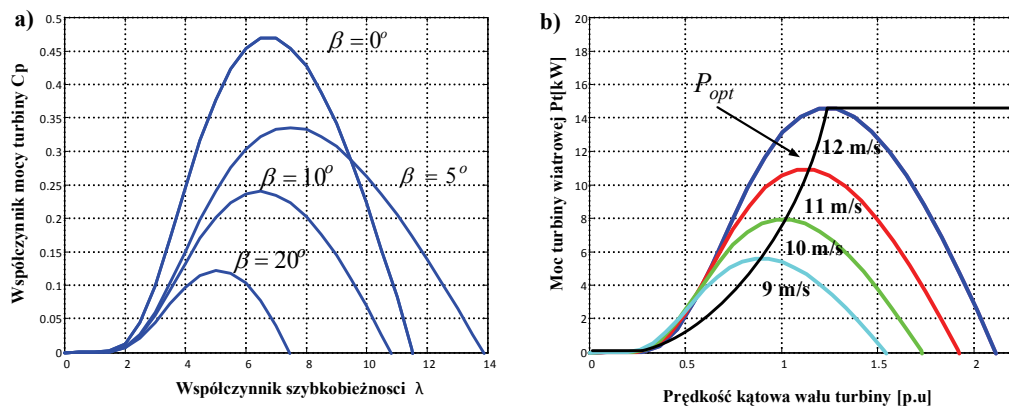 a)
0.5
0.45
0.4
0.35
0.3
0.25
0.2
0.15
0.1
0.05
0
Współczynnik mocy turbiny Cp
β = 0°
β = 5°
β = 10°
β = 20°
0 2 4 6 8 10 12 14
Współczynnik szybkobieżnosci λ
b)
20
18
16
14
12
10
8
6
4
2
0
Moc turbiny wiatrowej Pt[kW]
Popt
12 m/s
11 m/s
10 m/s
9 m/s
0 0.5 1 1.5 2
Prędkość kątowa wału turbiny [p.u]